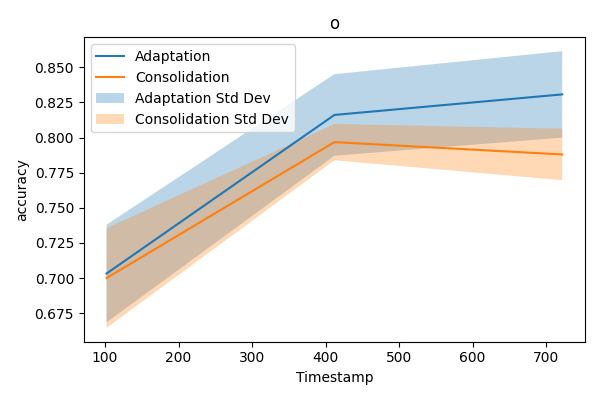 o
Adaptation
Consolidation
Adaptation Std Dev
Consolidation Std Dev
accuracy
0.850
0.825
0.800
0.775
0.750
0.725
0.700
0.675
100 200 300 400 500 600 700
Timestamp